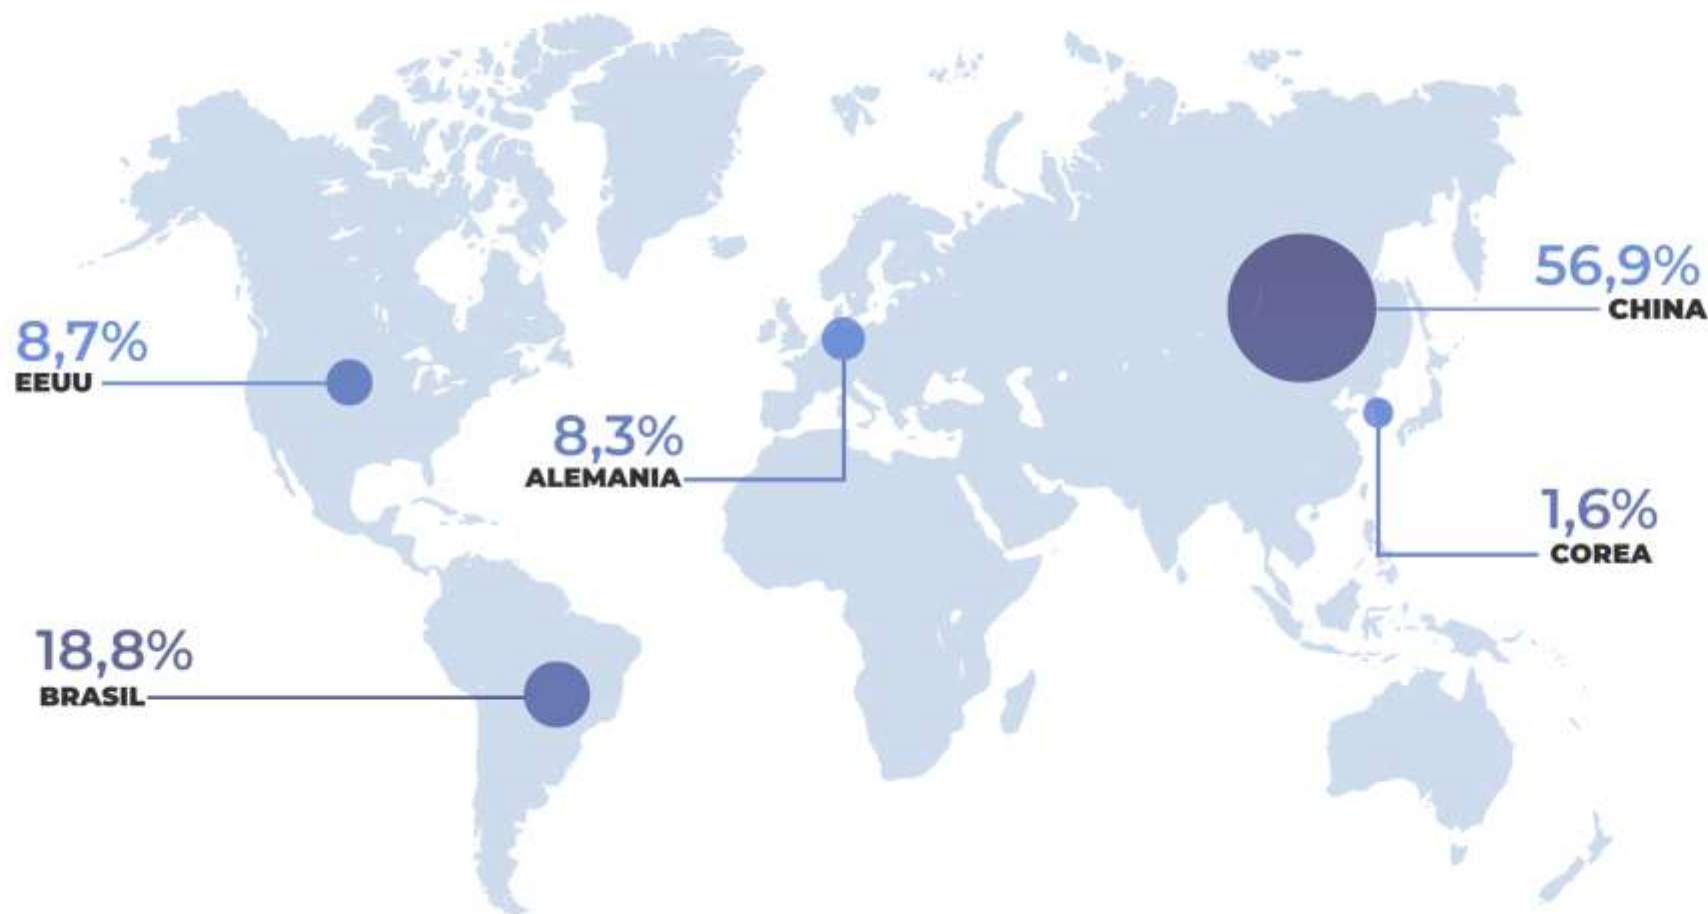 56,9%
CHINA
8,7%
EEUU
8,3%
ALEMANIA
1,6%
COREA
18,8%
BRASIL